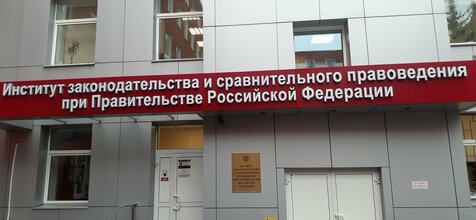 Институт законодательства и сравнительного правоведения
при Правительстве Российской Федерации